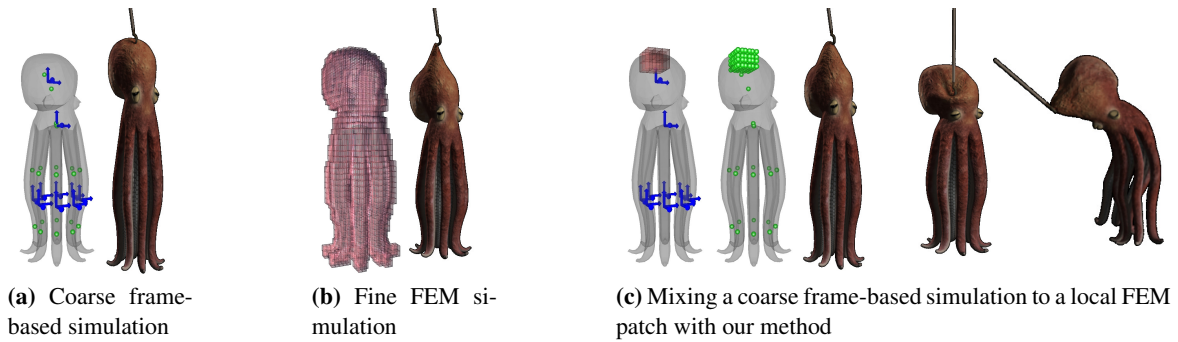 (a) Coarse frame-
based simulation
(b) Fine FEM si-
mulation
(c) Mixing a coarse frame-based simulation to a local FEM
patch with our method